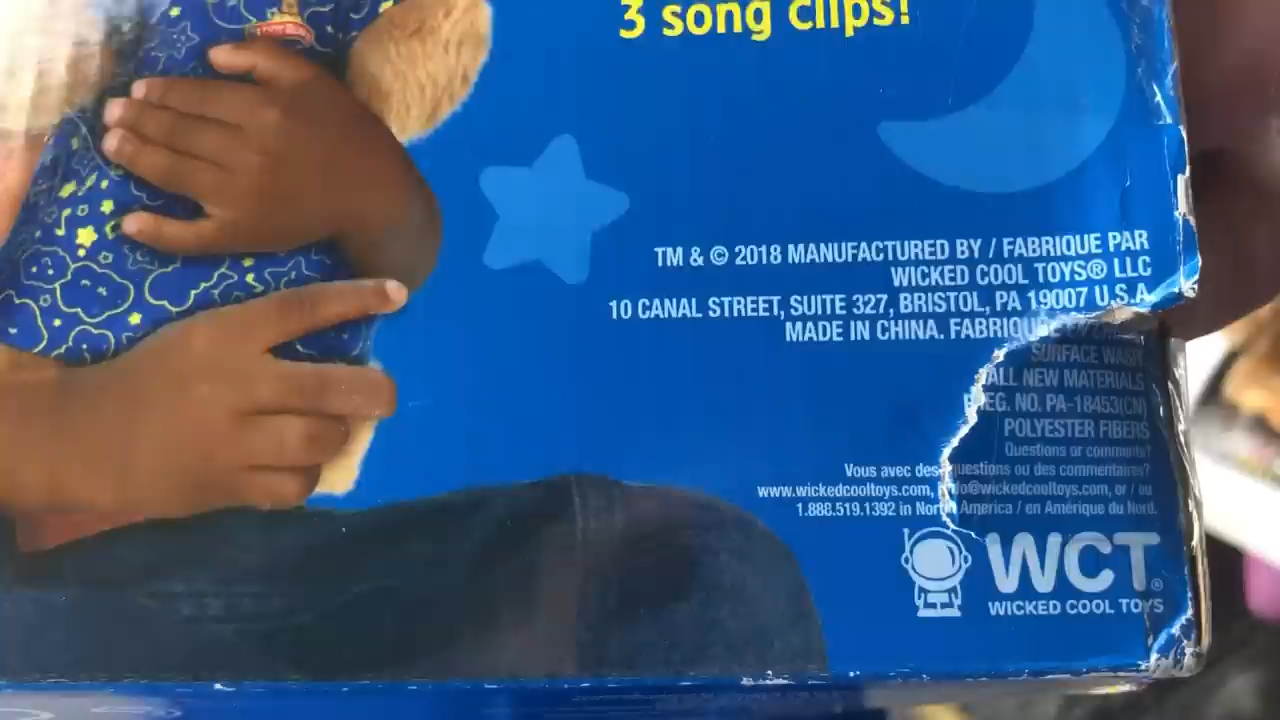 3 song clips!
TM & © 2018 MANUFACTURED BY / FABRIQUE PAR
WICKED COOL TOYS® LLC
10 CANAL STREET, SUITE 327, BRISTOL, PA 19007 U.S.A.
MADE IN CHINA. FABRIQUÉ
SURFACE WASH.
ALL NEW MATERIALS
REG. NO. PA-18453(CN)
POLYESTER FIBERS
Questions or comments?
Vous avec des questions ou des commentaires?
www.wickedcooltoys.com, info@wickedcooltoys.com, or / ou
1.888.519.1392 in North America / en Amérique du Nord.
WCT®
WICKED COOL TOYS